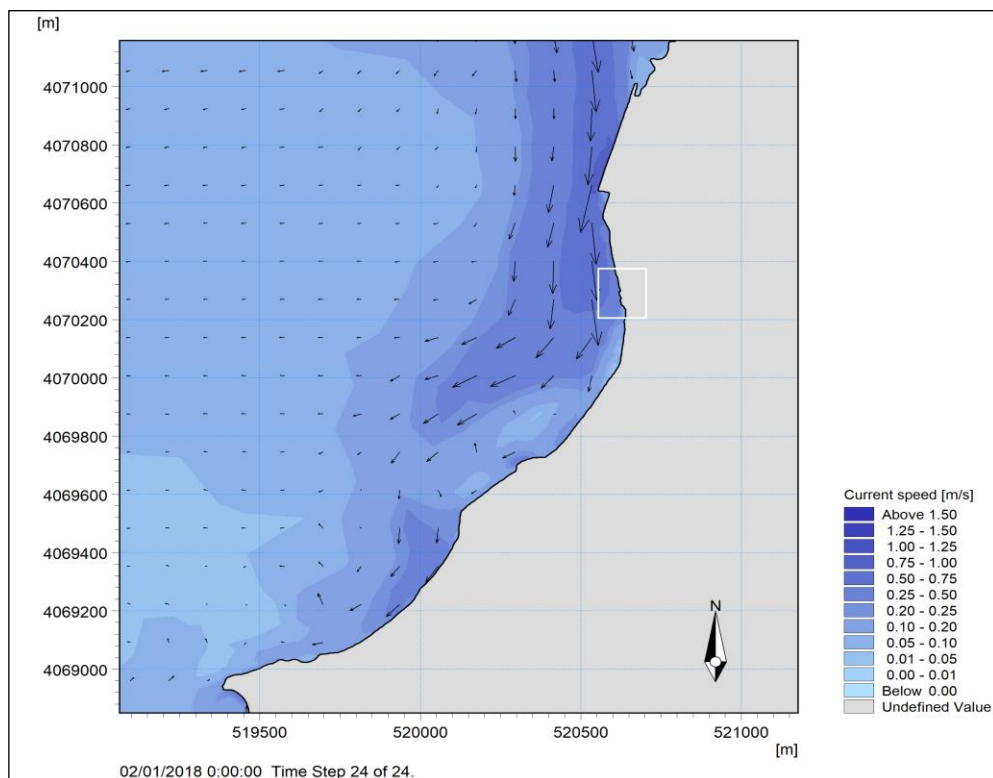 [m]
4071000
4070800
4070600
4070400
4070200
4070000
4069800
4069600
4069400
4069200
4069000
519500 520000 520500 521000
[m]
N
Current speed [m/s]
Above 1.50
1.25 - 1.50
1.00 - 1.25
0.75 - 1.00
0.50 - 0.75
0.25 - 0.50
0.20 - 0.25
0.10 - 0.20
0.05 - 0.10
0.01 - 0.05
0.00 - 0.01
Below 0.00
Undefined Value
02/01/2018 0:00:00 Time Step 24 of 24.